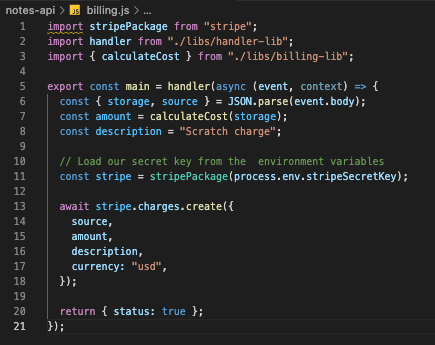 notes-api > JS billing.js > ...
1 import stripePackage from "stripe";
2 import handler from "./libs/handler-lib";
3 import { calculateCost } from "./libs/billing-lib";
4
5 export const main = handler(async (event, context) => {
6 const { storage, source } = JSON.parse(event.body);
7 const amount = calculateCost(storage);
8 const description = "Scratch charge";
9
10 // Load our secret key from the  environment variables
11 const stripe = stripePackage(process.env.stripeSecretKey);
12
13 await stripe.charges.create({
14 source,
15 amount,
16 description,
17 currency: "usd",
18 });
19
20 return { status: true };
21 });